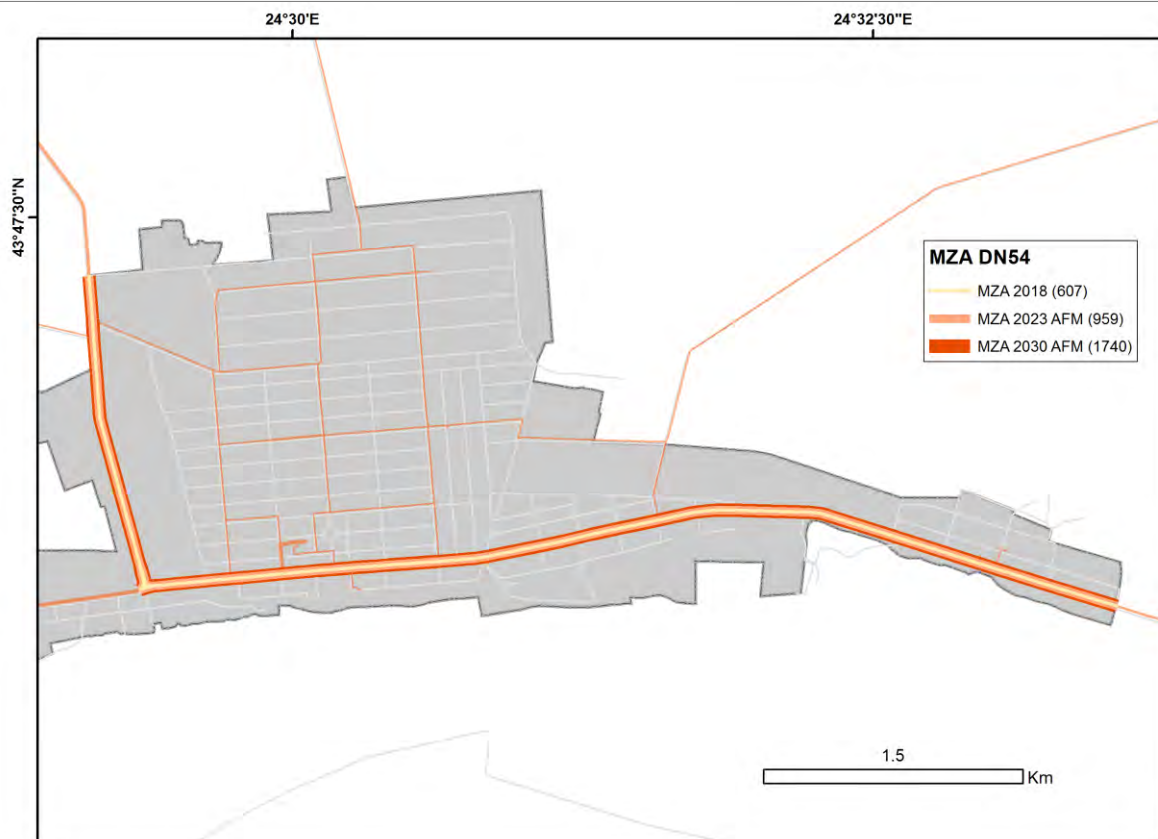 24°30'E
24°32'30"E
43°47'30"N
MZA DN54
MZA 2018 (607)
MZA 2023 AFM (959)
MZA 2030 AFM (1740)
1.5
Km